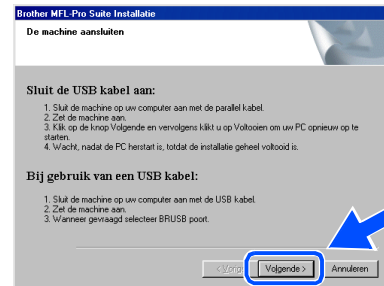 Brother MFL-Pro Suite Installatie
De machine aansluiten
Sluit de USB kabel aan:
1. Sluit de machine op uw computer aan met de parallel kabel.
2. Zet de machine aan.
3. Klik op de knop Volgende en vervolgens klikt u op Voltooien om uw PC opnieuw op te
starten.
4. Wacht, nadat de PC herstart is, totdat de installatie geheel voltooid is.
Bij gebruik van een USB kabel:
1. Sluit de machine op uw computer aan met de USB kabel.
2. Zet de machine aan.
3. Wanneer gevraagd selecteer BRUSB poort.
Volgende > Annuleren